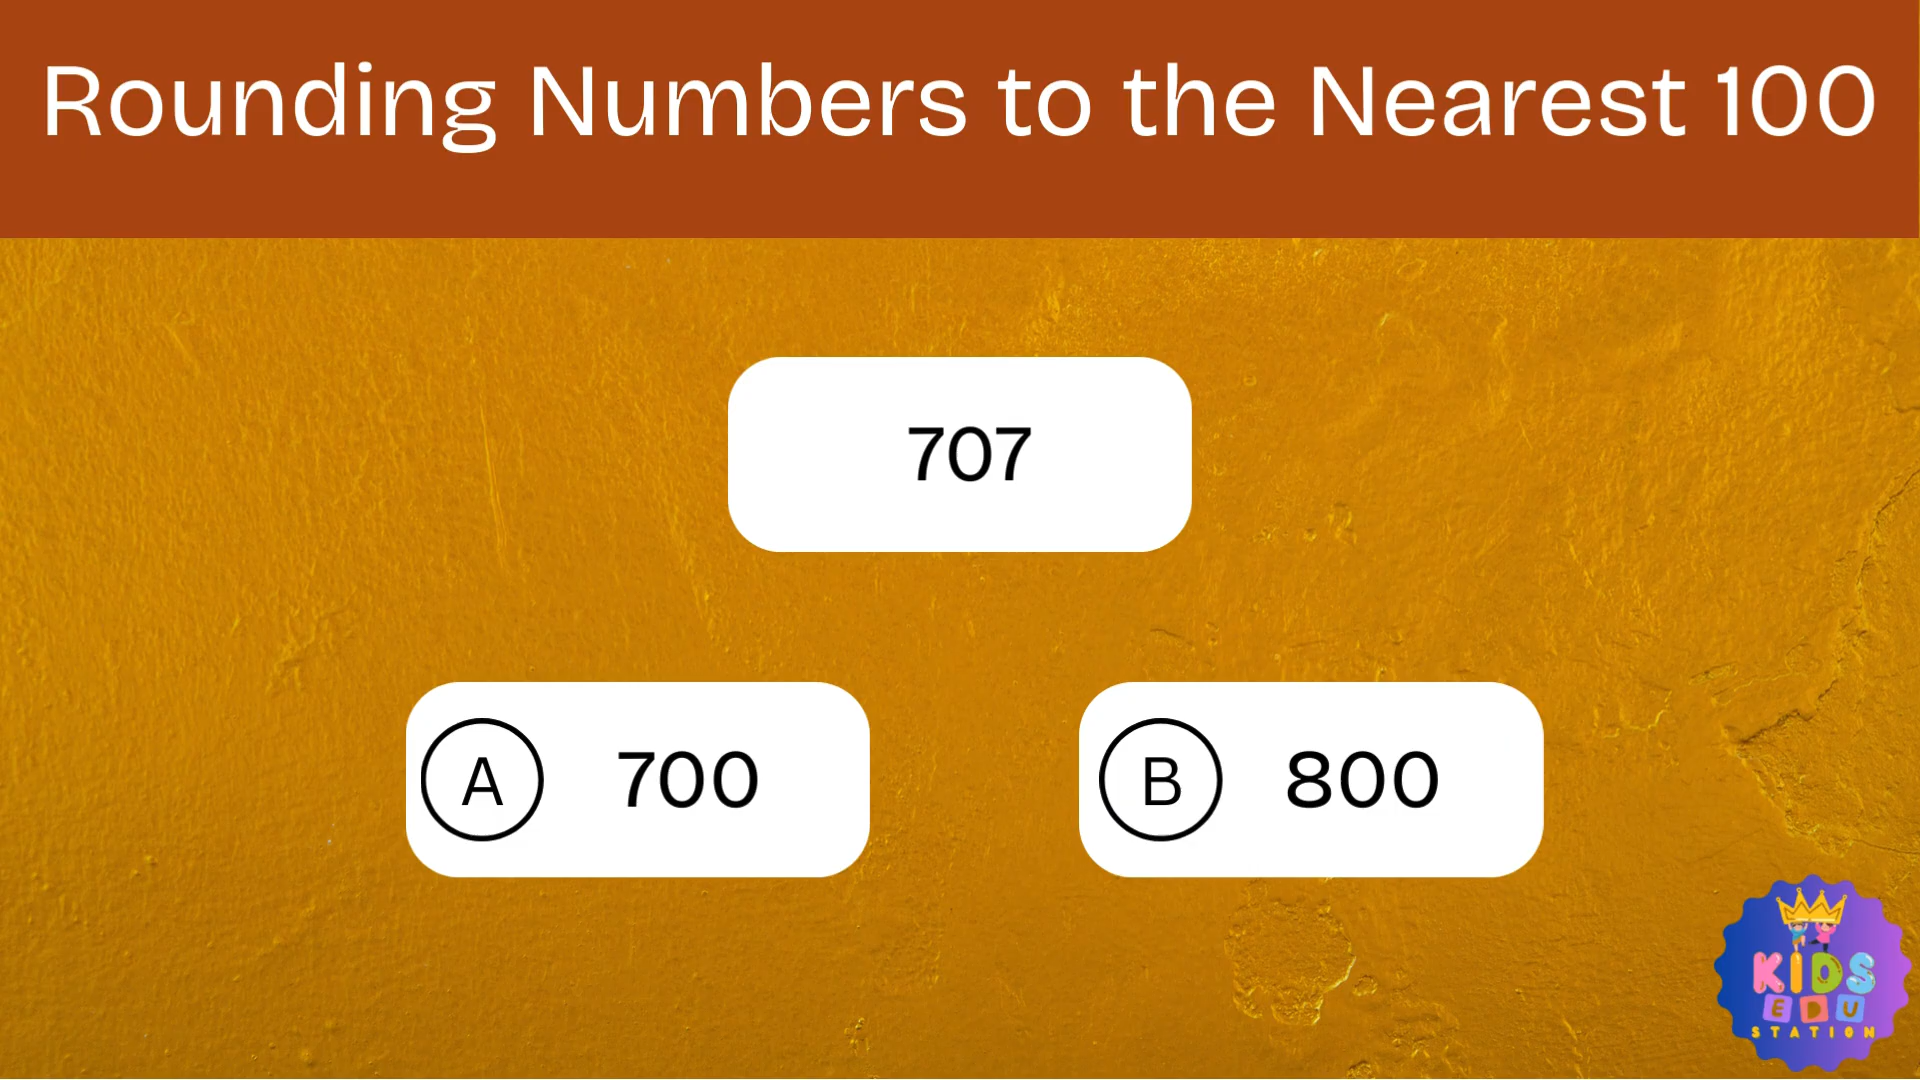 Rounding Numbers to the Nearest 100
707
A 700
B 800
KIDS
EDU
STATION